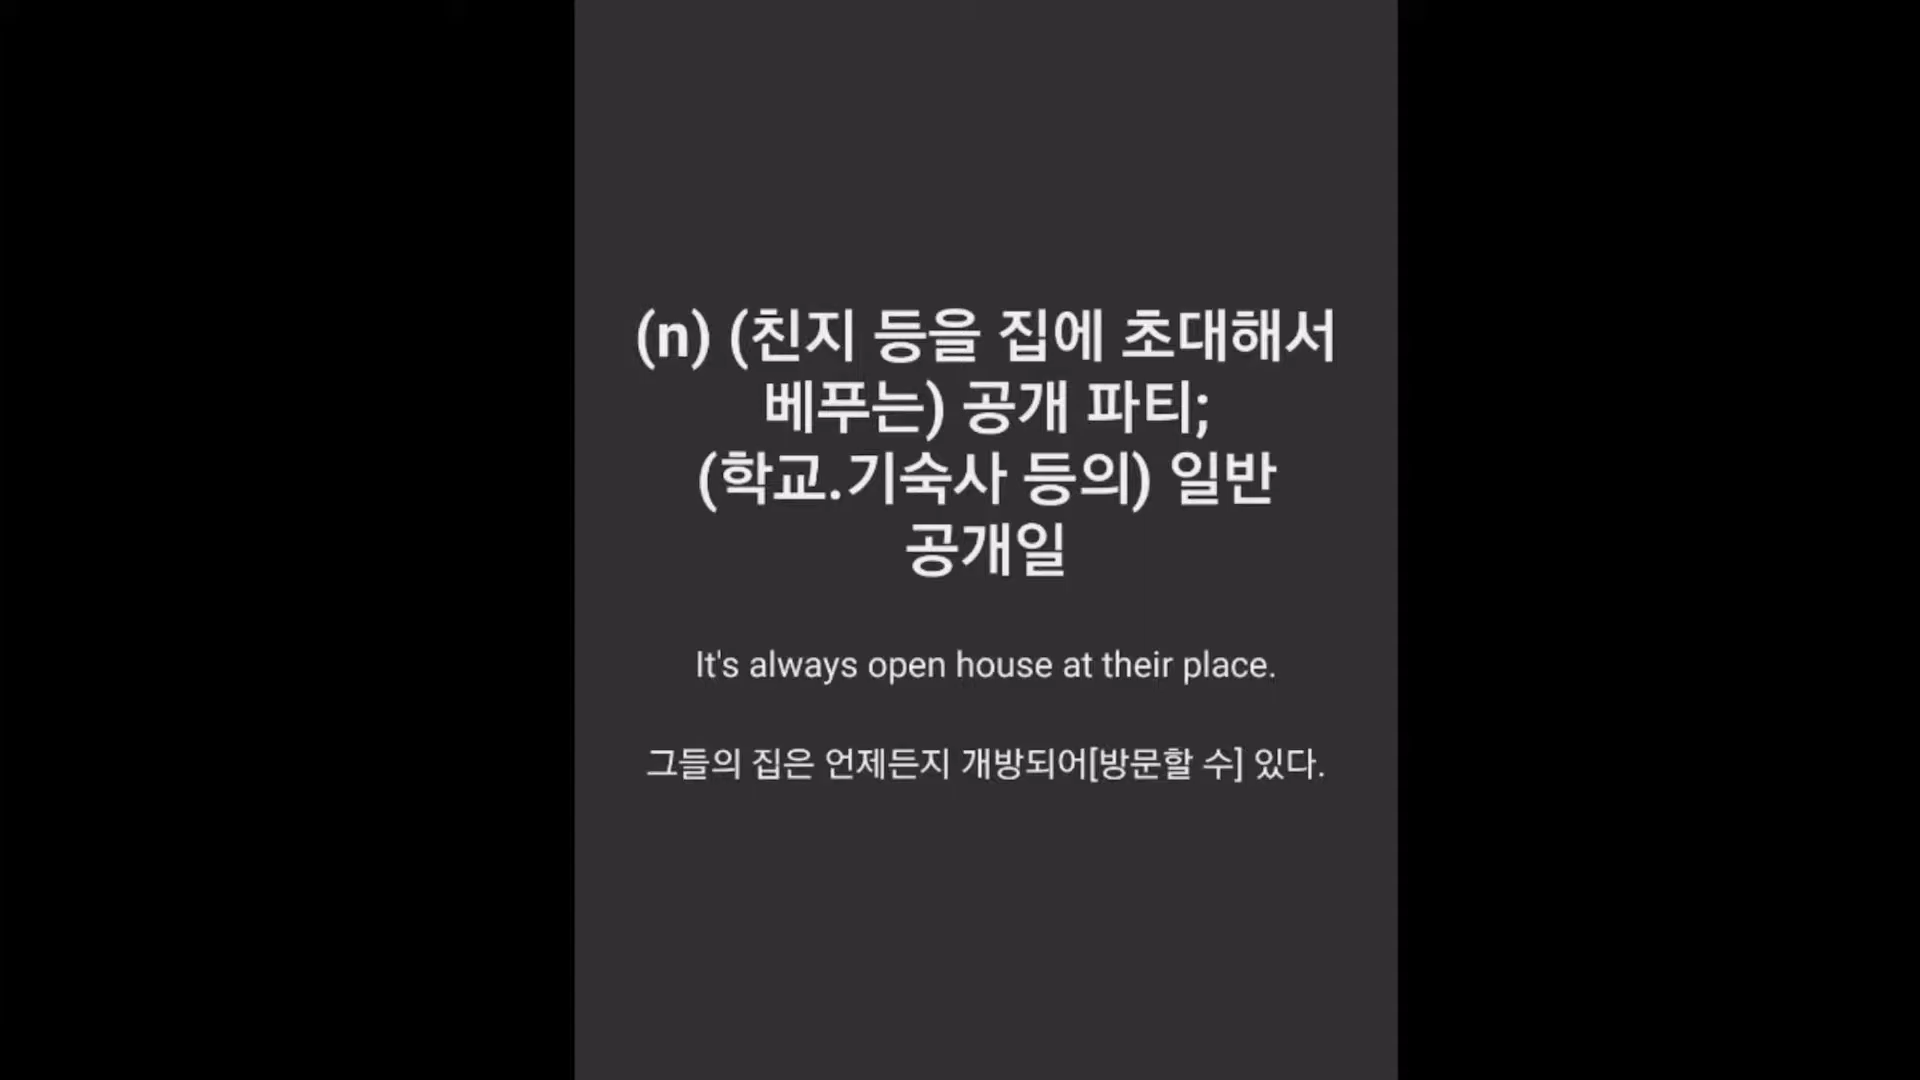 (n) (친지 등을 집에 초대해서
베푸는) 공개 파티;
(학교.기숙사 등의) 일반
공개일
It's always open house at their place.
그들의 집은 언제든지 개방되어[방문할 수] 있다.